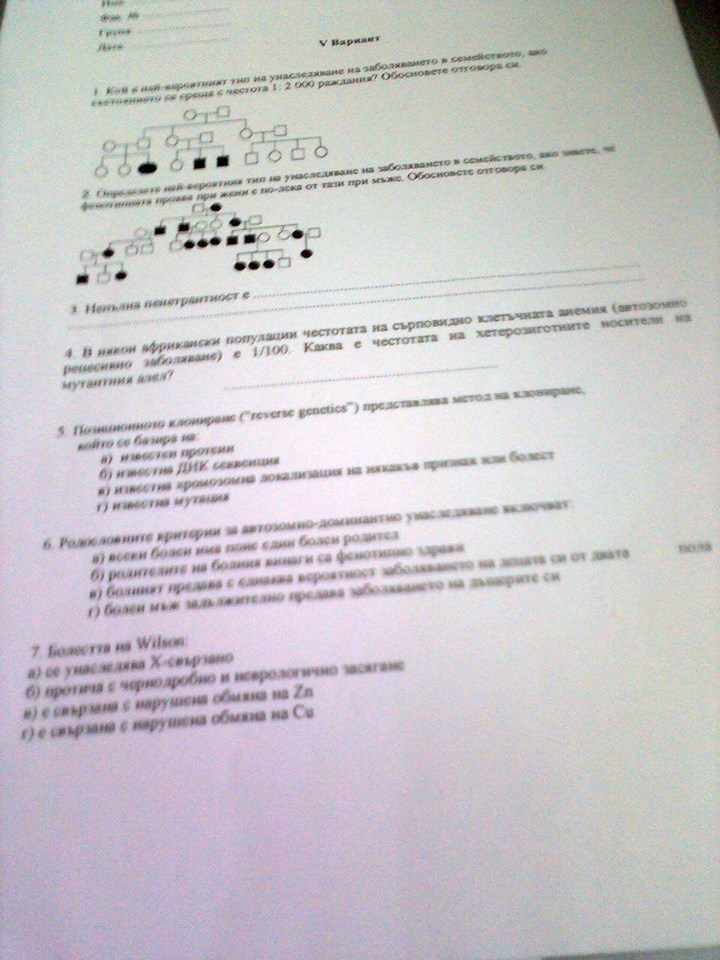 Име
Фак. №
Група
Дата
V Вариант
1. Кой е най-вероятният тип на унаследяване на заболяването в семейството, ако
състоянието се среща с честота 1: 2 000 раждания? Обосновете отговора си.
2. Определете най-вероятния тип на унаследяване на заболяването в семейството, ако знаете, че
фенотипната проява при жени е по-лека от тази при мъже. Обосновете отговора си.
3. Непълна пенетрантност е
4. В някои африкански популации честотата на сърповидно клетъчната анемия (автозомно
рецесивно заболяване) е 1/100. Каква е честотата на хетерозиготните носители на
мутантния алел?
5. Позиционното клониране ("reverse genetics") представлява метод на клониране,
който се базира на:
а) известен протеин
б) известна ДНК секвенция
в) известна хромозомна локализация на някакъв признак или болест
г) известна мутация
6. Родословните критерии за автозомно-доминантно унаследяване включват:
а) всеки болен има поне един болен родител
б) родителите на болния винаги са фенотипно здрави
в) болният предава с еднаква вероятност заболяването на децата си от двата пола
г) болен мъж задължително предава заболяването на дъщерите си
7. Болестта на Wilson:
а) се унаследява Х-свързано
б) протича с чернодробно и неврологично засягане
в) е свързана с нарушена обмяна на Zn
г) е свързана с нарушена обмяна на Cu